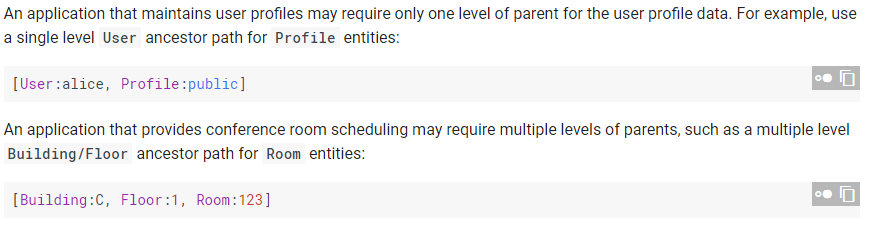 An application that maintains user profiles may require only one level of parent for the user profile data. For example, use
a single level User ancestor path for Profile entities:
[User:alice, Profile:public]
An application that provides conference room scheduling may require multiple levels of parents, such as a multiple level
Building/Floor ancestor path for Room entities:
[Building:C, Floor:1, Room:123]